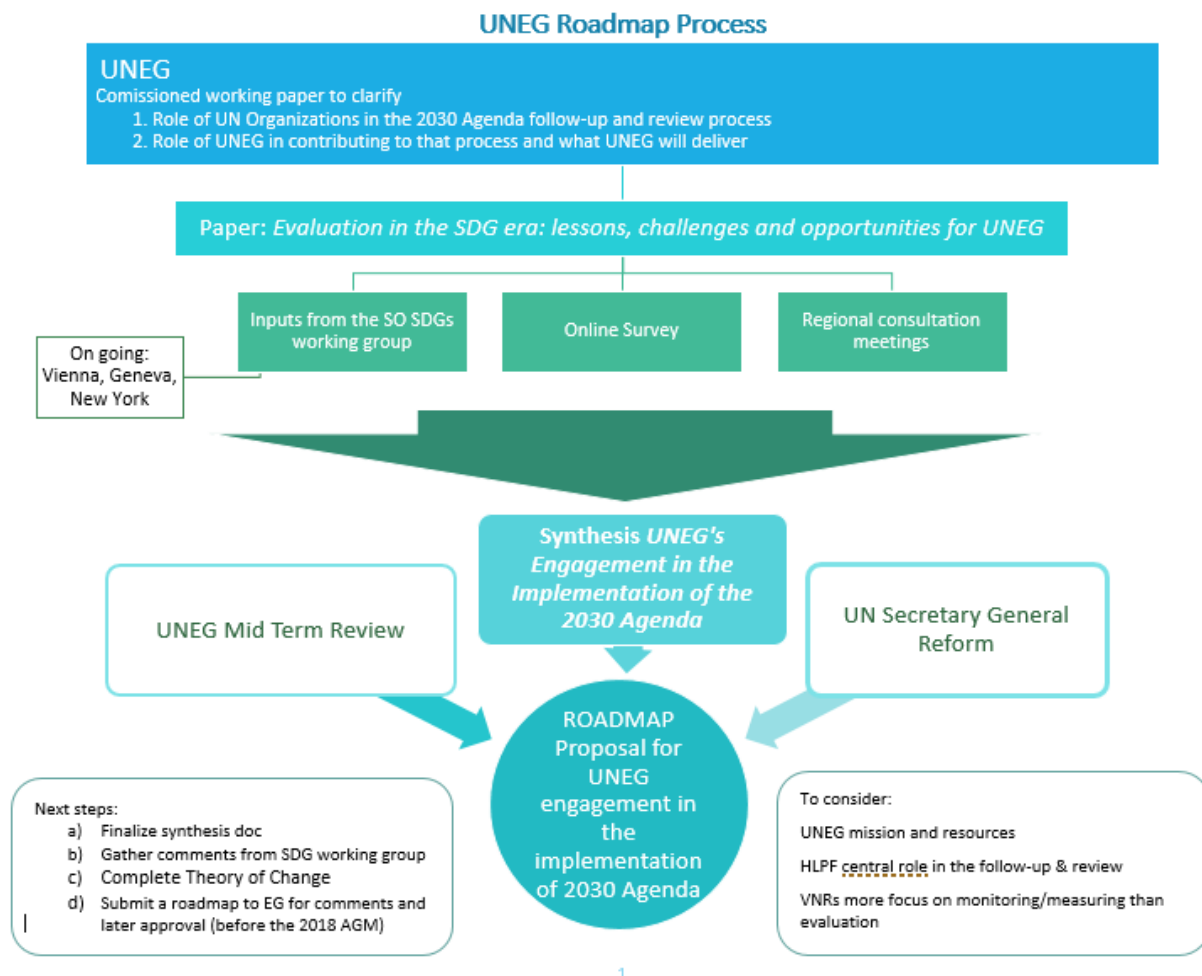 UNEG Roadmap Process
UNEG
Comissioned working paper to clarify
1. Role of UN Organizations in the 2030 Agenda follow-up and review process
2. Role of UNEG in contributing to that process and what UNEG will deliver
Paper: Evaluation in the SDG era: lessons, challenges and opportunities for UNEG
Inputs from the SO SDGs
working group
Online Survey
Regional consultation
meetings
On going:
Vienna, Geneva,
New York
Synthesis UNEG's
Engagement in the
Implementation of the
2030 Agenda
UNEG Mid Term Review
UN Secretary General
Reform
ROADMAP
Proposal for
UNEG
engagement in
the
implementation
of 2030 Agenda
Next steps:
a) Finalize synthesis doc
b) Gather comments from SDG working group
c) Complete Theory of Change
d) Submit a roadmap to EG for comments and
later approval (before the 2018 AGM)
To consider:
UNEG mission and resources
HLPF central role in the follow-up & review
VNRs more focus on monitoring/measuring than
evaluation
1